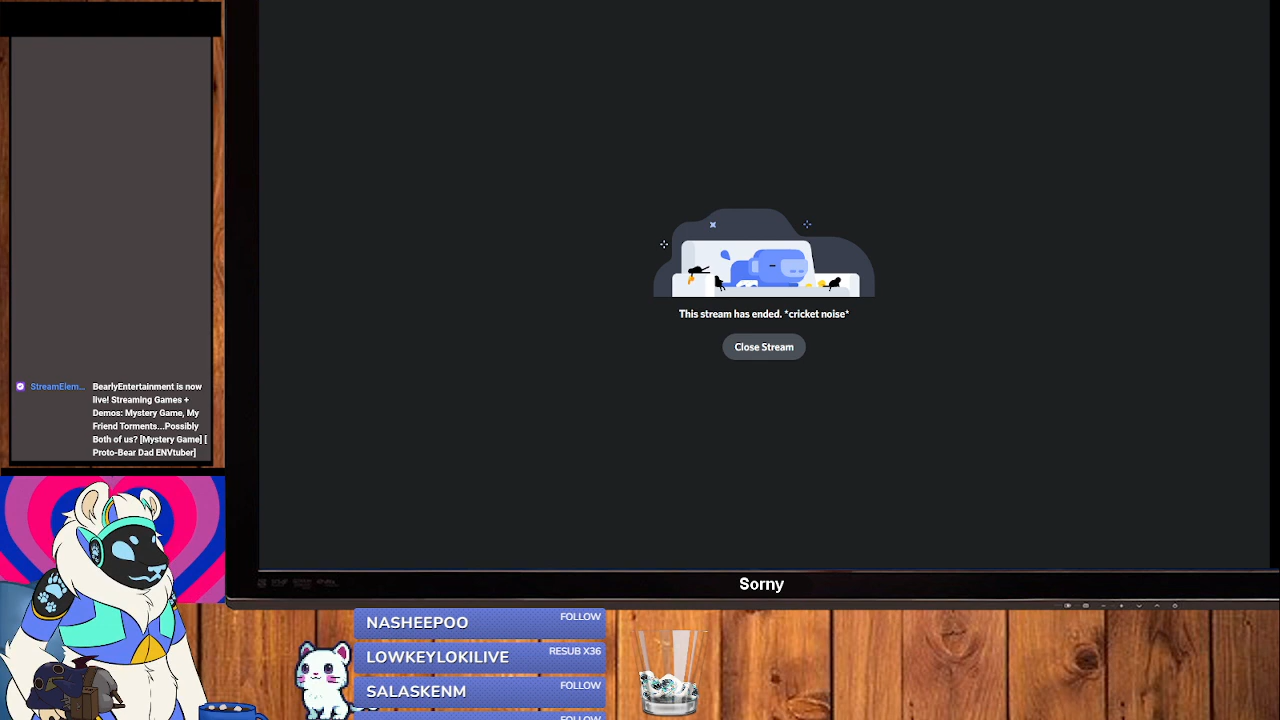 This stream has ended. *cricket noise*
Close Stream
StreamElem...
BearlyEntertainment is now
live! Streaming Games +
Demos: Mystery Game, My
Friend Torments...Possibly
Both of us? [Mystery Game] [
Proto-Bear Dad ENVtuber]
Sorny
NASHEEPOO FOLLOW
LOWKEYLOKILIVE RESUB X36
SALASKENM FOLLOW
FOLLOW